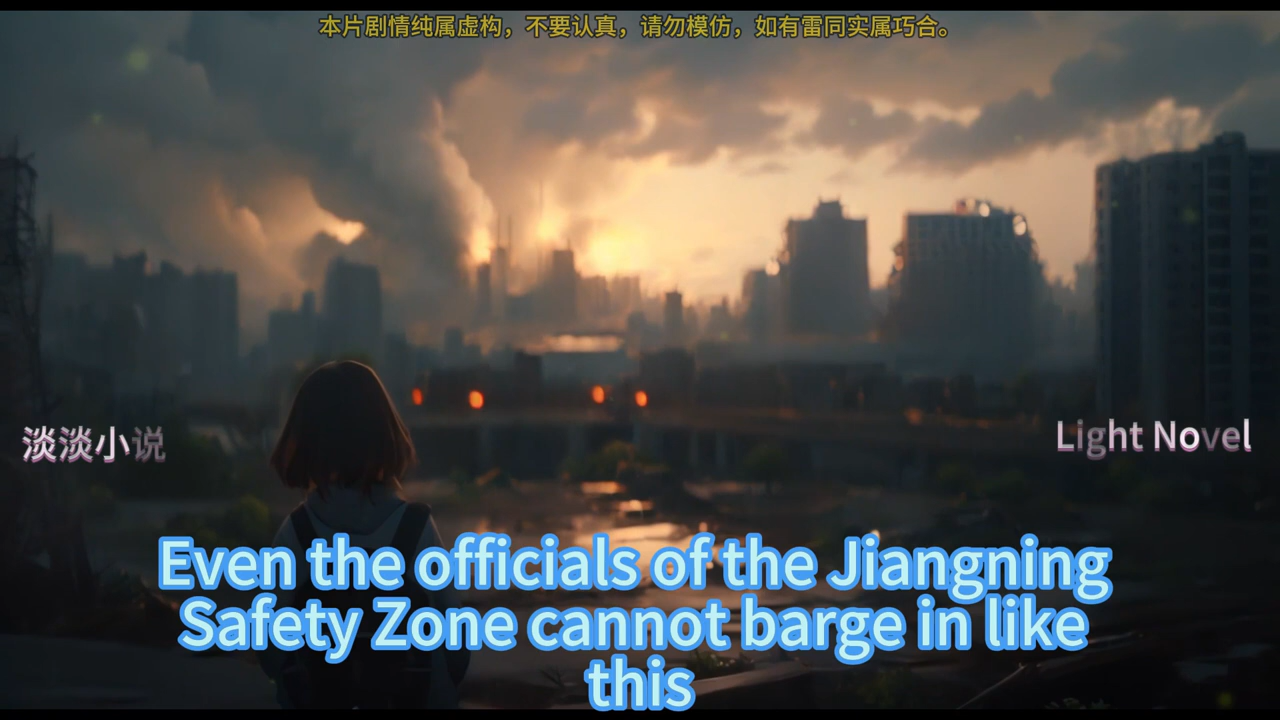 本片剧情纯属虚构，不要认真，请勿模仿，如有雷同实属巧合。
淡淡小说
Light Novel
Even the officials of the Jiangning
Safety Zone cannot barge in like
this